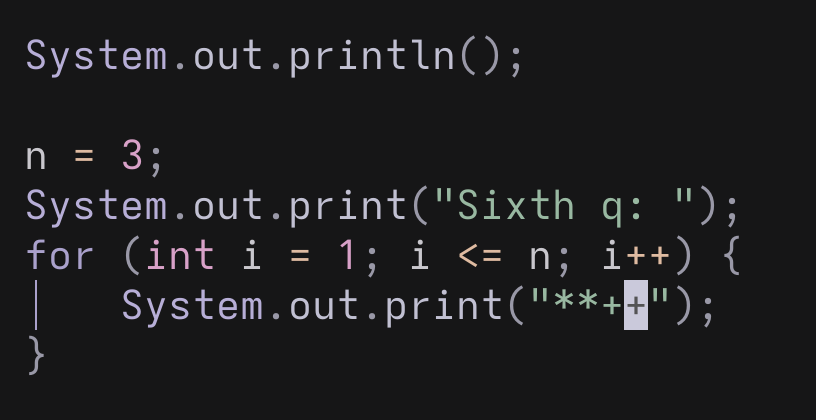 System.out.println();
n = 3;
System.out.print("Sixth q: ");
for (int i = 1; i <= n; i++) {
    System.out.print("**++");
}